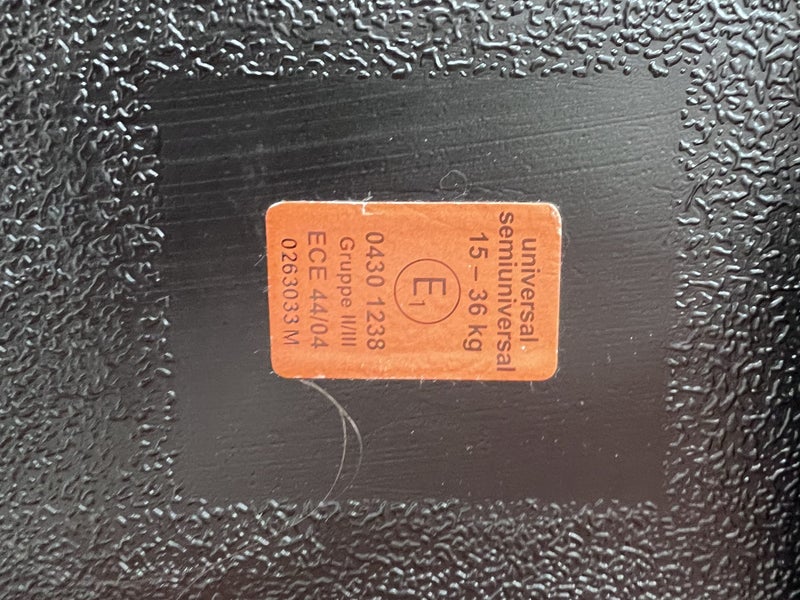 universal
semiuniversal
15 – 36 kg
E1
0430 1238
Gruppe II/III
ECE 44/04
0263033 M